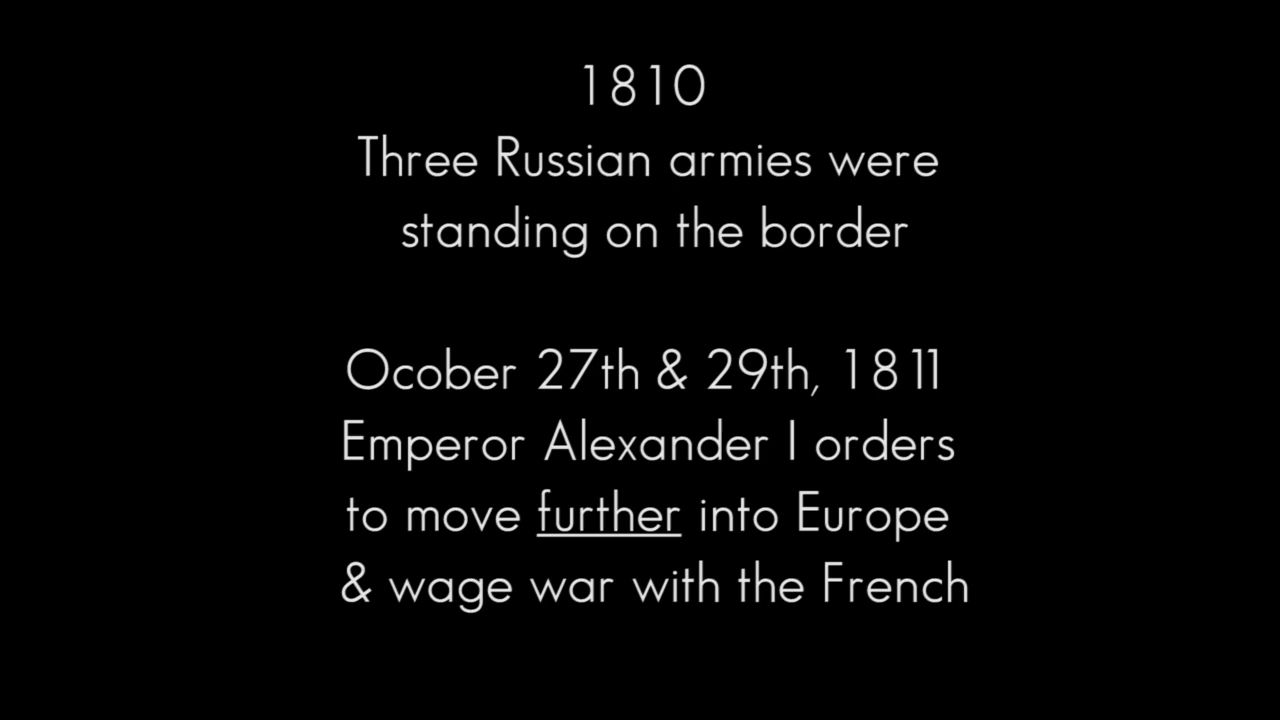 1810
Three Russian armies were
standing on the border
Ocober 27th & 29th, 1811
Emperor Alexander I orders
to move further into Europe
& wage war with the French